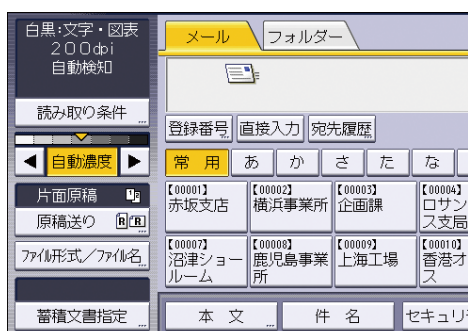 白黒:文字・図表
200dpi
自動検知
読み取り条件
自動濃度
片面原稿
原稿送り
ファイル形式/ファイル名
蓄積文書指定
メール
フォルダー
登録番号 直接入力 宛先履歴
常用 あ か さ た な
【00001】 【00002】 【00003】 【00004】
赤坂支店 横浜事業所 企画課 ロサン
ス支局
【00007】 【00008】 【00009】 【00010】
沼津ショー 鹿児島事業 上海工場 香港オ
ルーム 所 ス
本文 件名 セキュリ